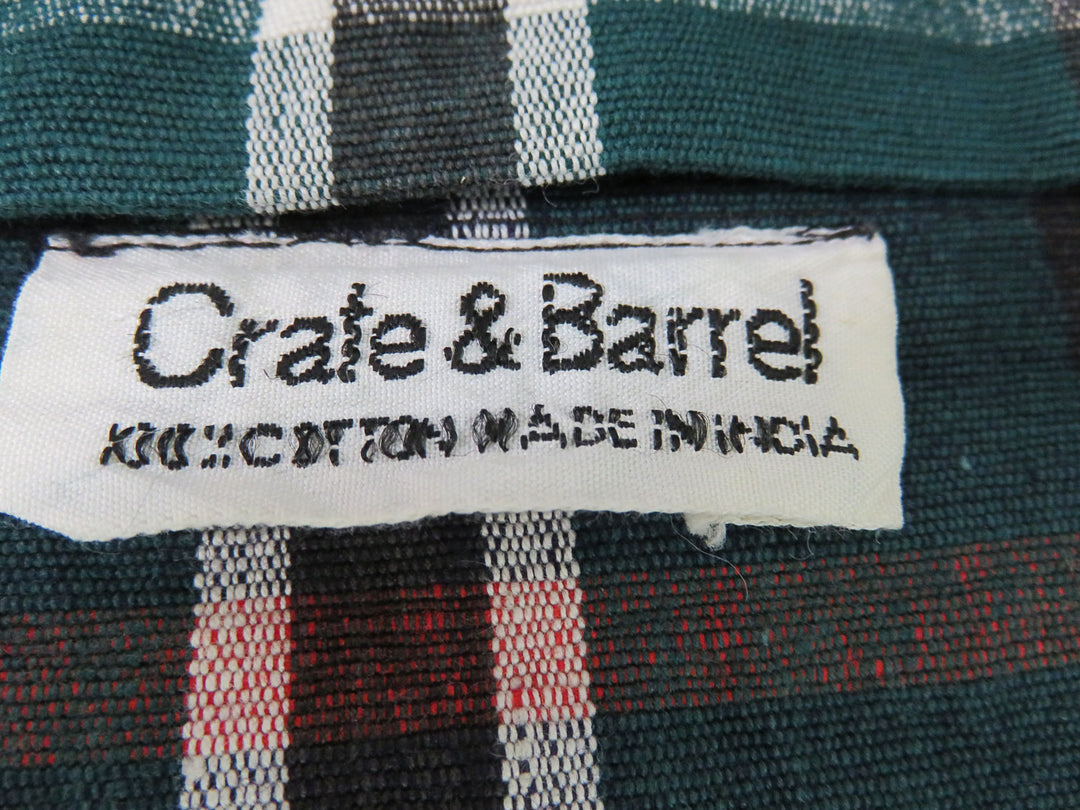 Crate & Barrel
100% COTTON MADE IN INDIA